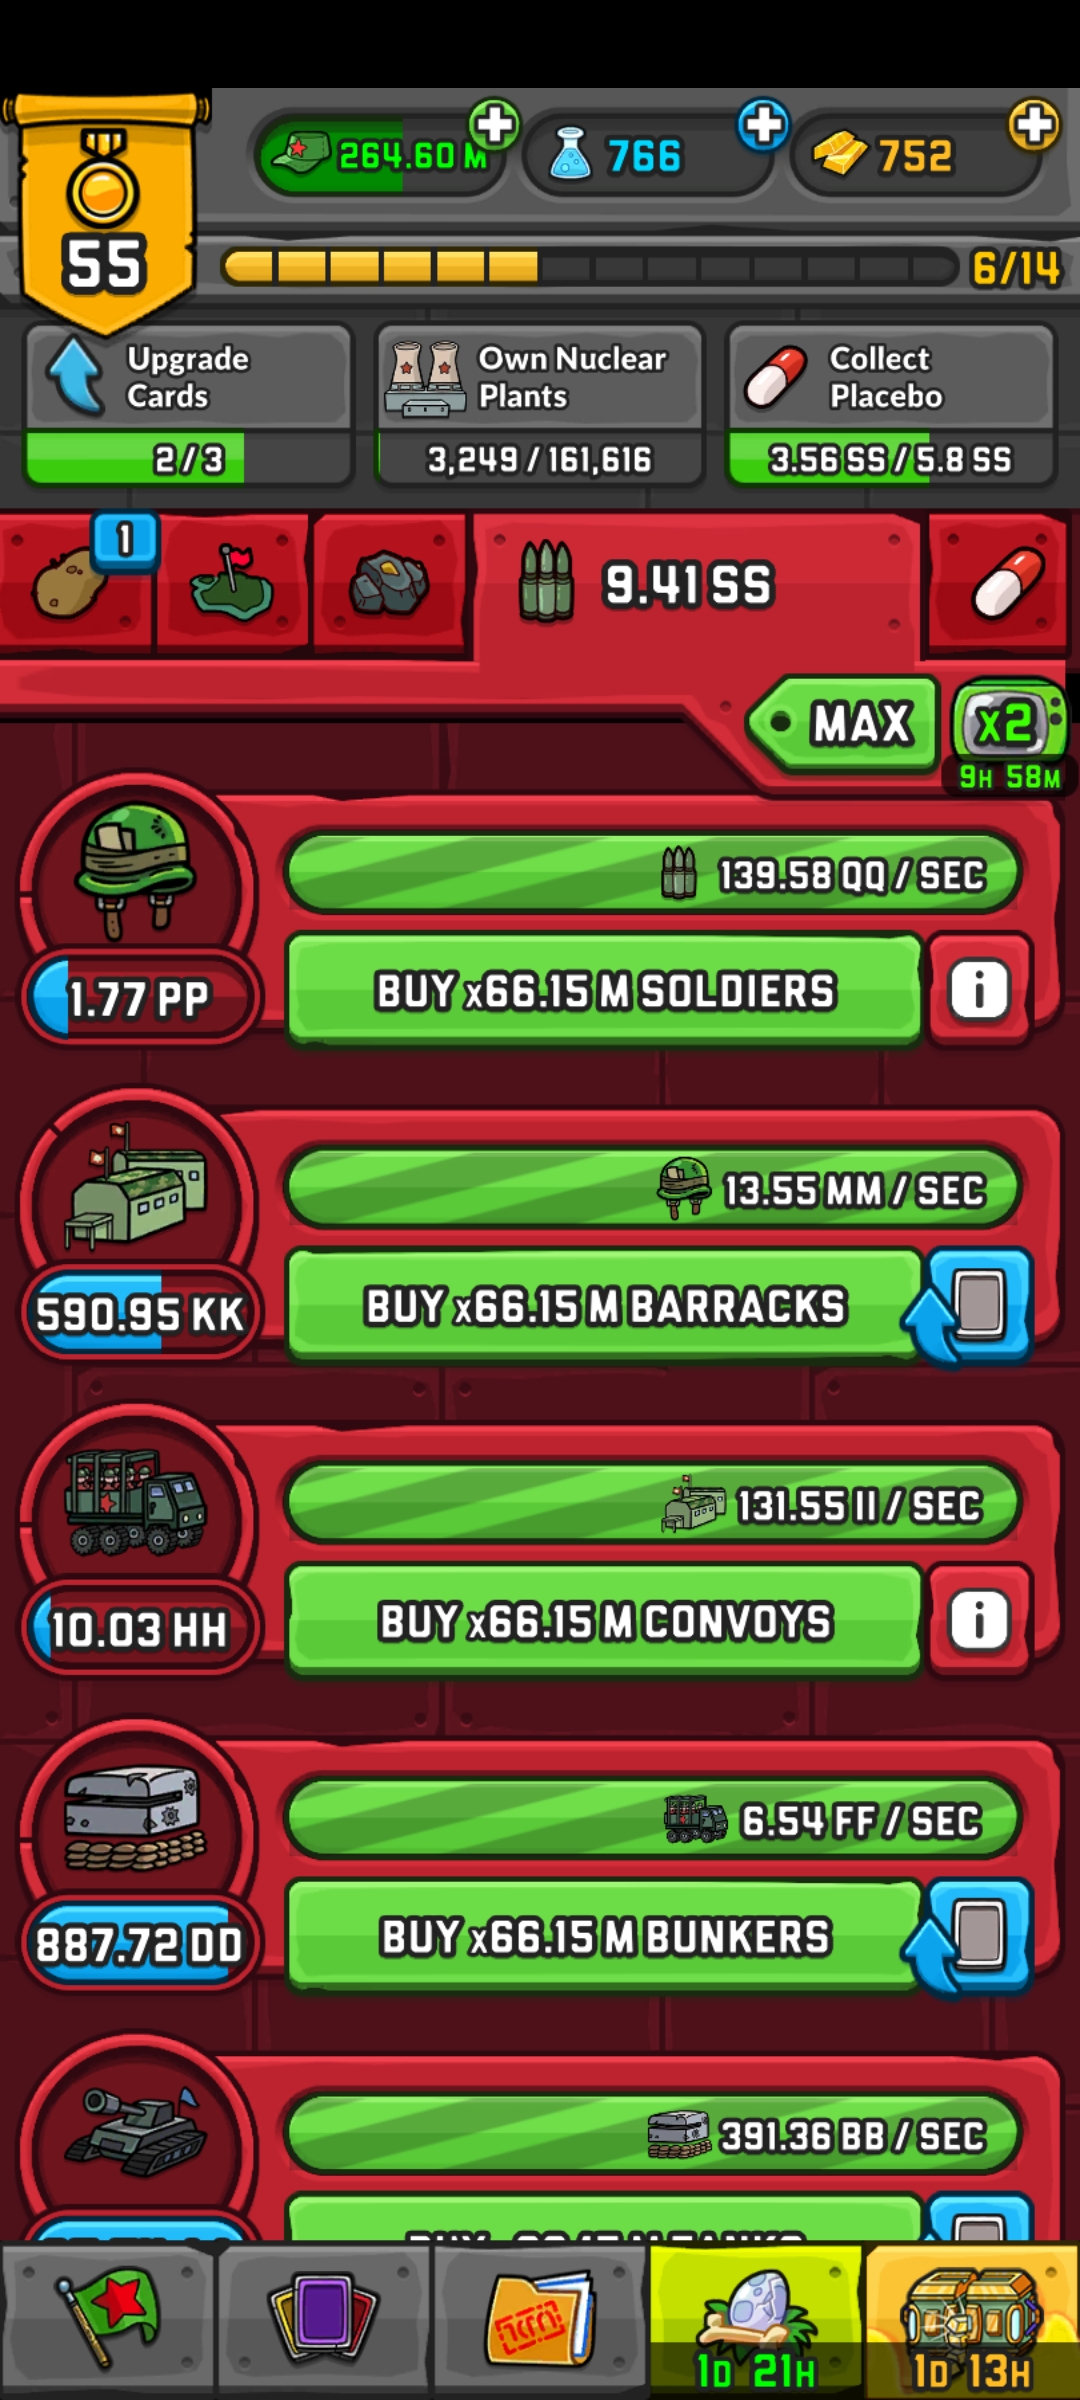 264.60 M
766
752
55
6/14
Upgrade
Cards
2/3
Own Nuclear
Plants
3,249/161,616
Collect
Placebo
3.56 SS/5.8 SS
1
9.41 SS
MAX
x2
9H 58M
139.58 QQ/SEC
1.77 PP
BUY x66.15 M SOLDIERS
i
13.55 MM/SEC
590.95 KK
BUY x66.15 M BARRACKS
131.55 II/SEC
10.03 HH
BUY x66.15 M CONVOYS
i
6.54 FF/SEC
887.72 DD
BUY x66.15 M BUNKERS
391.36 BB/SEC
1D 21H
1D 13H